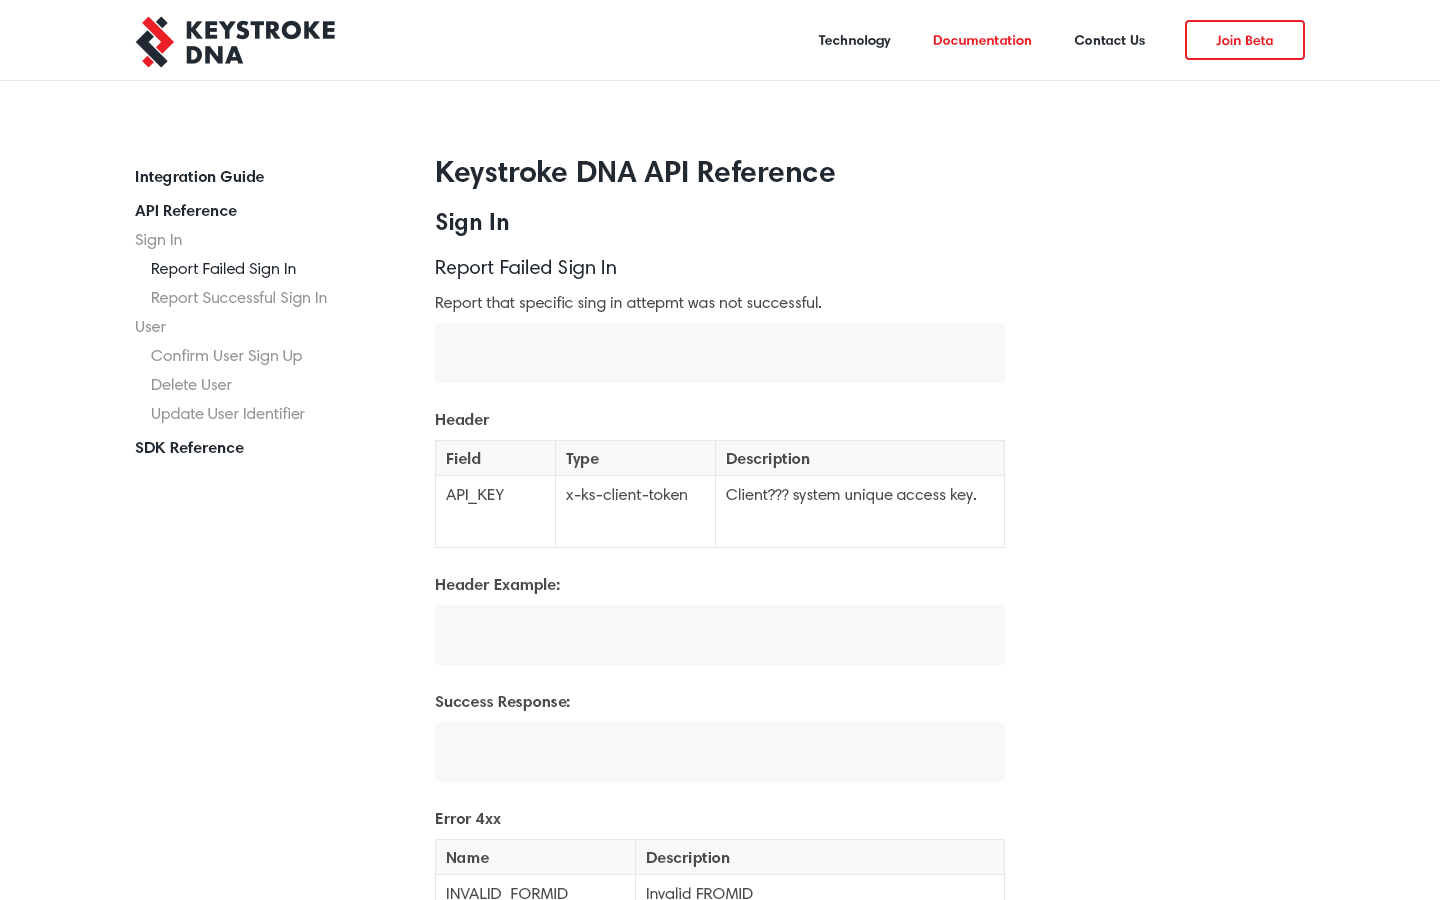 KEYSTROKE
DNA
Technology
Documentation
Contact Us
Join Beta
Integration Guide
API Reference
Sign In
Report Failed Sign In
Report Successful Sign In
User
Confirm User Sign Up
Delete User
Update User Identifier
SDK Reference
Keystroke DNA API Reference
Sign In
Report Failed Sign In
Report that specific sing in attepmt was not successful.
Header
Field Type Description
API_KEY x-ks-client-token Client??? system unique access key.
Header Example:
Success Response:
Error 4xx
Name Description
INVALID_FORMID Invalid FROMID